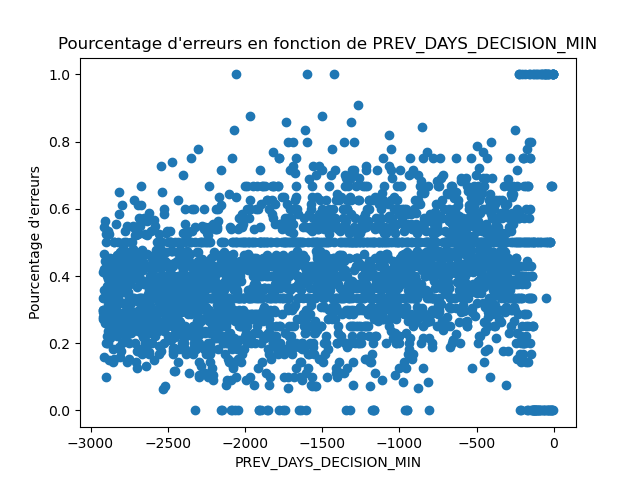 Pourcentage d'erreurs en fonction de PREV_DAYS_DECISION_MIN
1.0
0.8
0.6
0.4
0.2
0.0
Pourcentage d'erreurs
−3000 −2500 −2000 −1500 −1000 −500 0
PREV_DAYS_DECISION_MIN